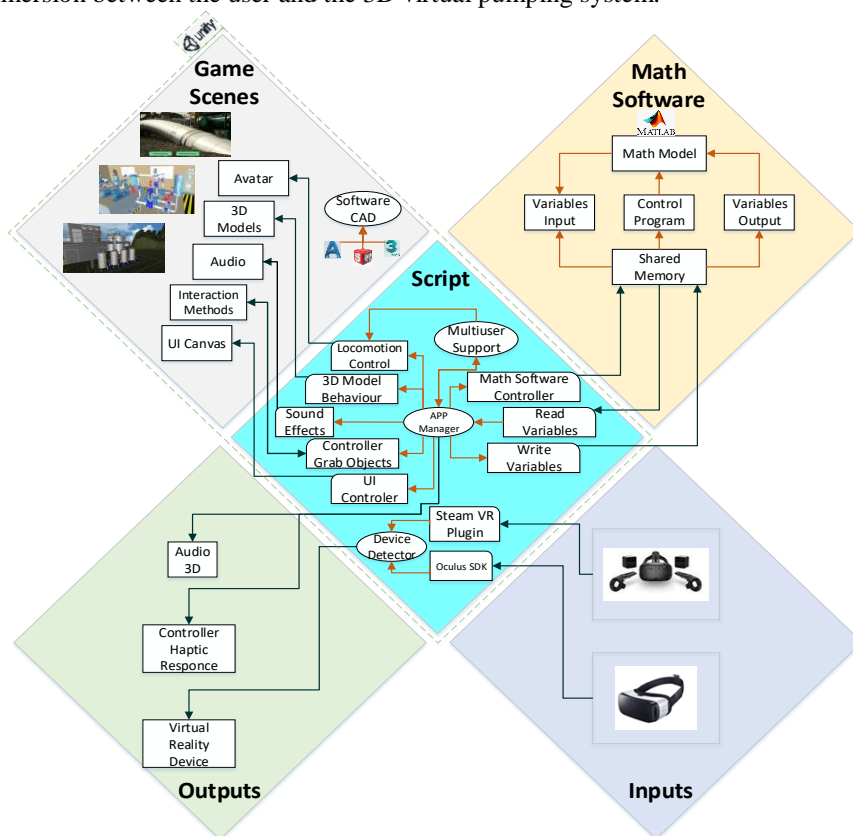 mersion between the user and the 3D virtual pumping system.
unity
Game
Scenes
Avatar
3D
Models
Audio
Interaction
Methods
UI Canvas
Software
CAD
Math
Software
MATLAB
Math Model
Variables
Input
Control
Program
Variables
Output
Shared
Memory
Script
Multiuser
Support
Locomotion
Control
3D Model
Behaviour
Sound
Effects
Controller
Grab Objects
UI
Controler
APP
Manager
Math Software
Controller
Read
Variables
Write
Variables
Steam VR
Plugin
Device
Detector
Oculus SDK
Audio
3D
Controller
Haptic
Responce
Virtual
Reality
Device
Outputs
Inputs